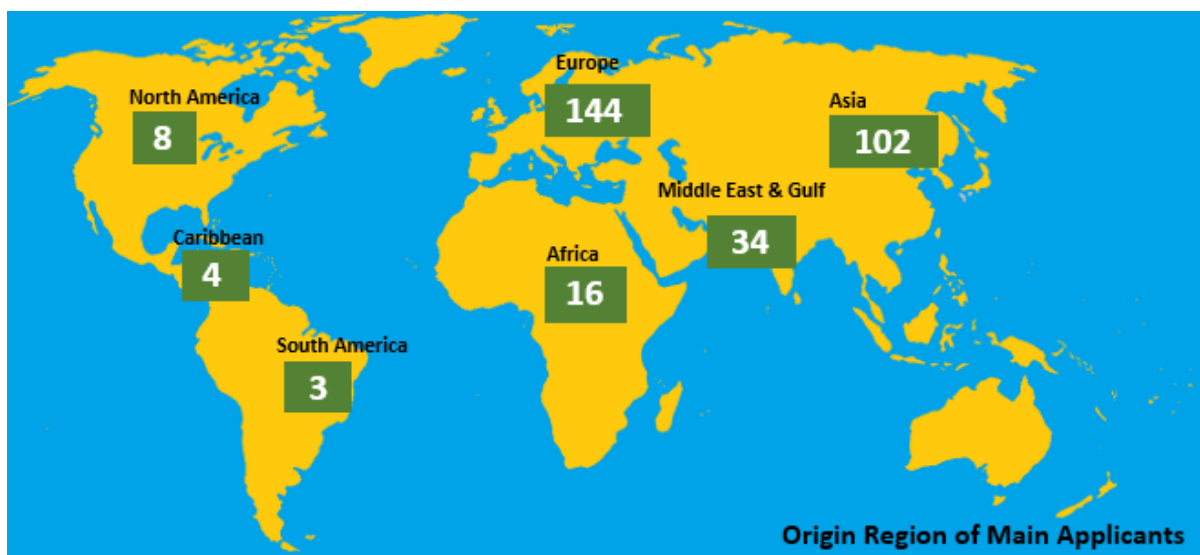 Europe
144
North America
8
Asia
102
Middle East & Gulf
34
Caribbean
4
Africa
16
South America
3
Origin Region of Main Applicants